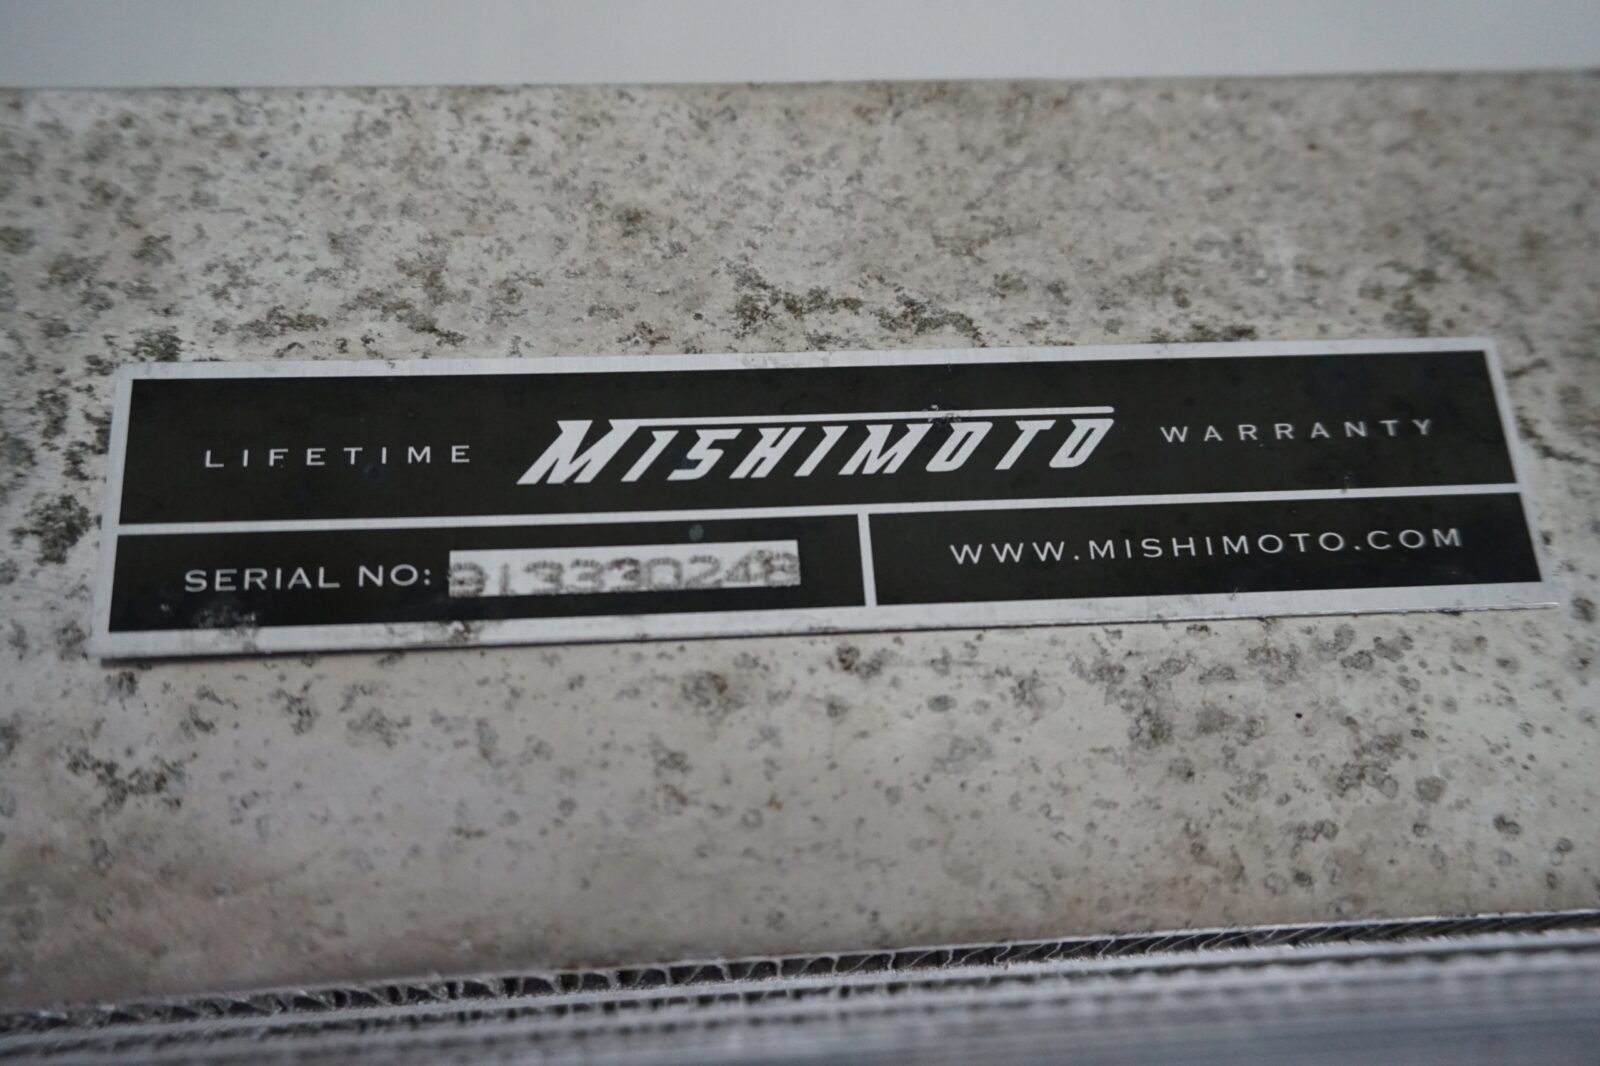 LIFETIME MISHIMOTO WARRANTY
SERIAL NO:
WWW.MISHIMOTO.COM